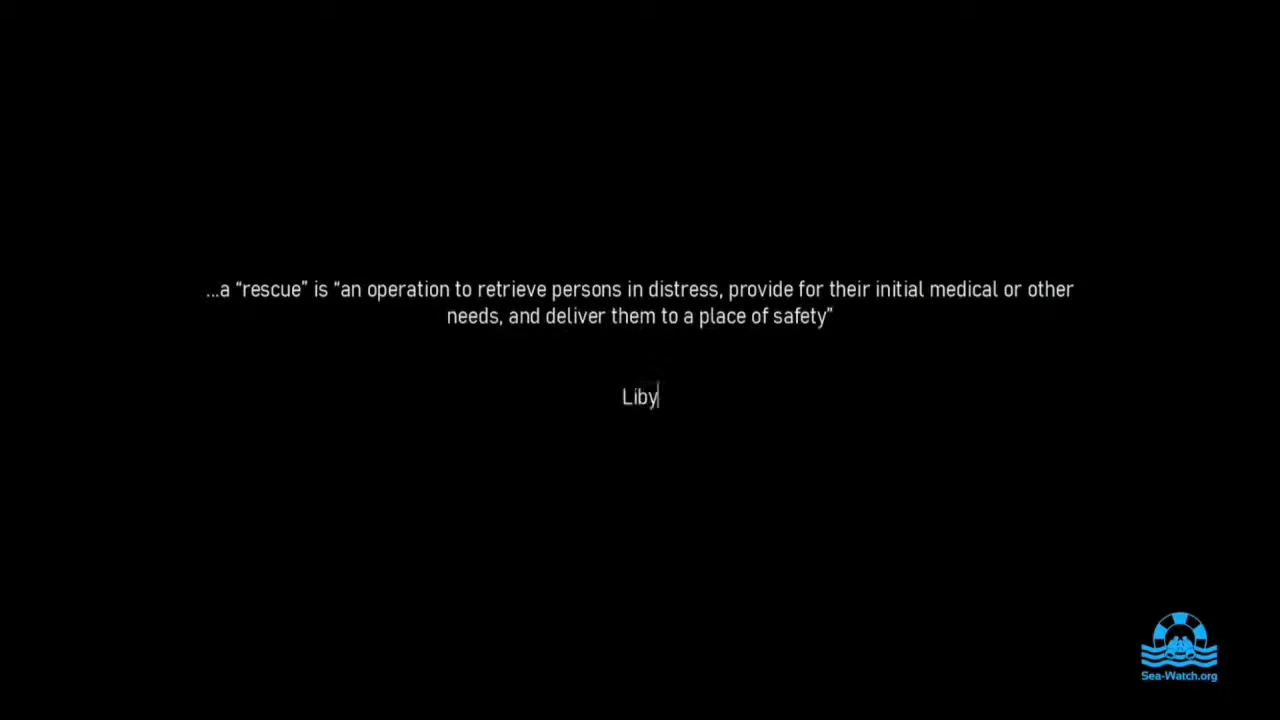 ...a “rescue” is “an operation to retrieve persons in distress, provide for their initial medical or other
needs, and deliver them to a place of safety”
Liby
Sea-Watch.org